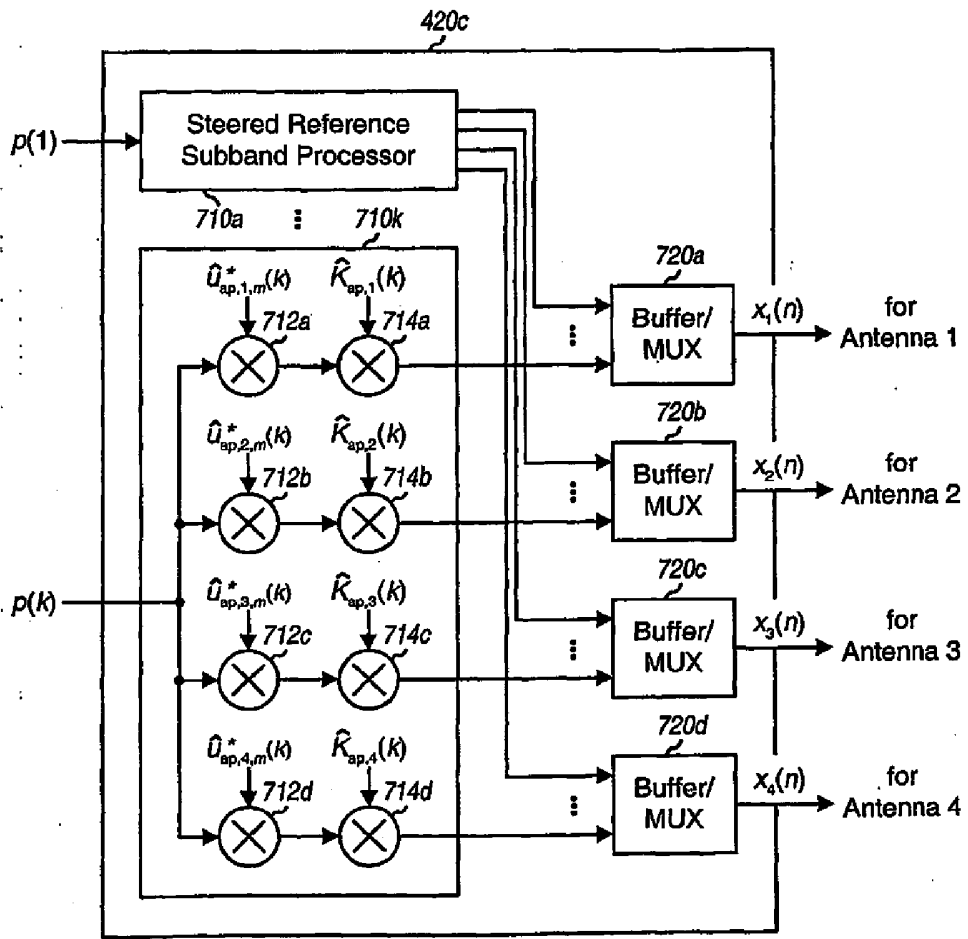 420c
p(1)
Steered Reference
Subband Processor
710a
710k
û*ap,1,m(k)
K̂ap,1(k)
712a
714a
720a
Buffer/
MUX
x1(n)
for
Antenna 1
û*ap,2,m(k)
K̂ap,2(k)
712b
714b
720b
Buffer/
MUX
x2(n)
for
Antenna 2
p(k)
û*ap,3,m(k)
K̂ap,3(k)
712c
714c
720c
Buffer/
MUX
x3(n)
for
Antenna 3
û*ap,4,m(k)
K̂ap,4(k)
712d
714d
720d
Buffer/
MUX
x4(n)
for
Antenna 4